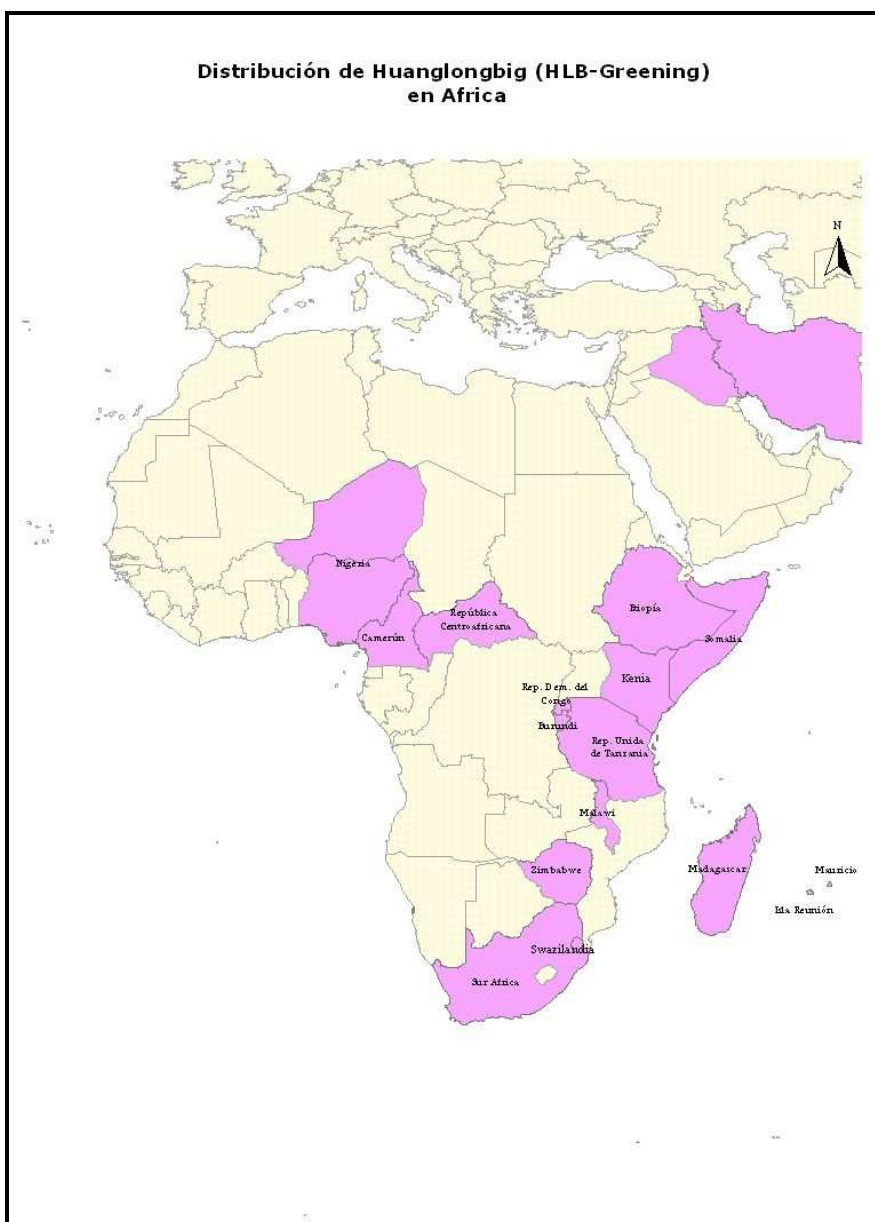 Distribución de Huanglongbig (HLB-Greening)
en Africa
N
Nigeria
República
Centroafricana
Camerún
Etiopía
Somalia
Kenia
Rep. Dem. del
Congo
Burundi
Rep. Unida
de Tanzania
Malawi
Zimbabwe
Madagascar
Mauricio
Isla Reunión
Swazilandia
Sur Africa